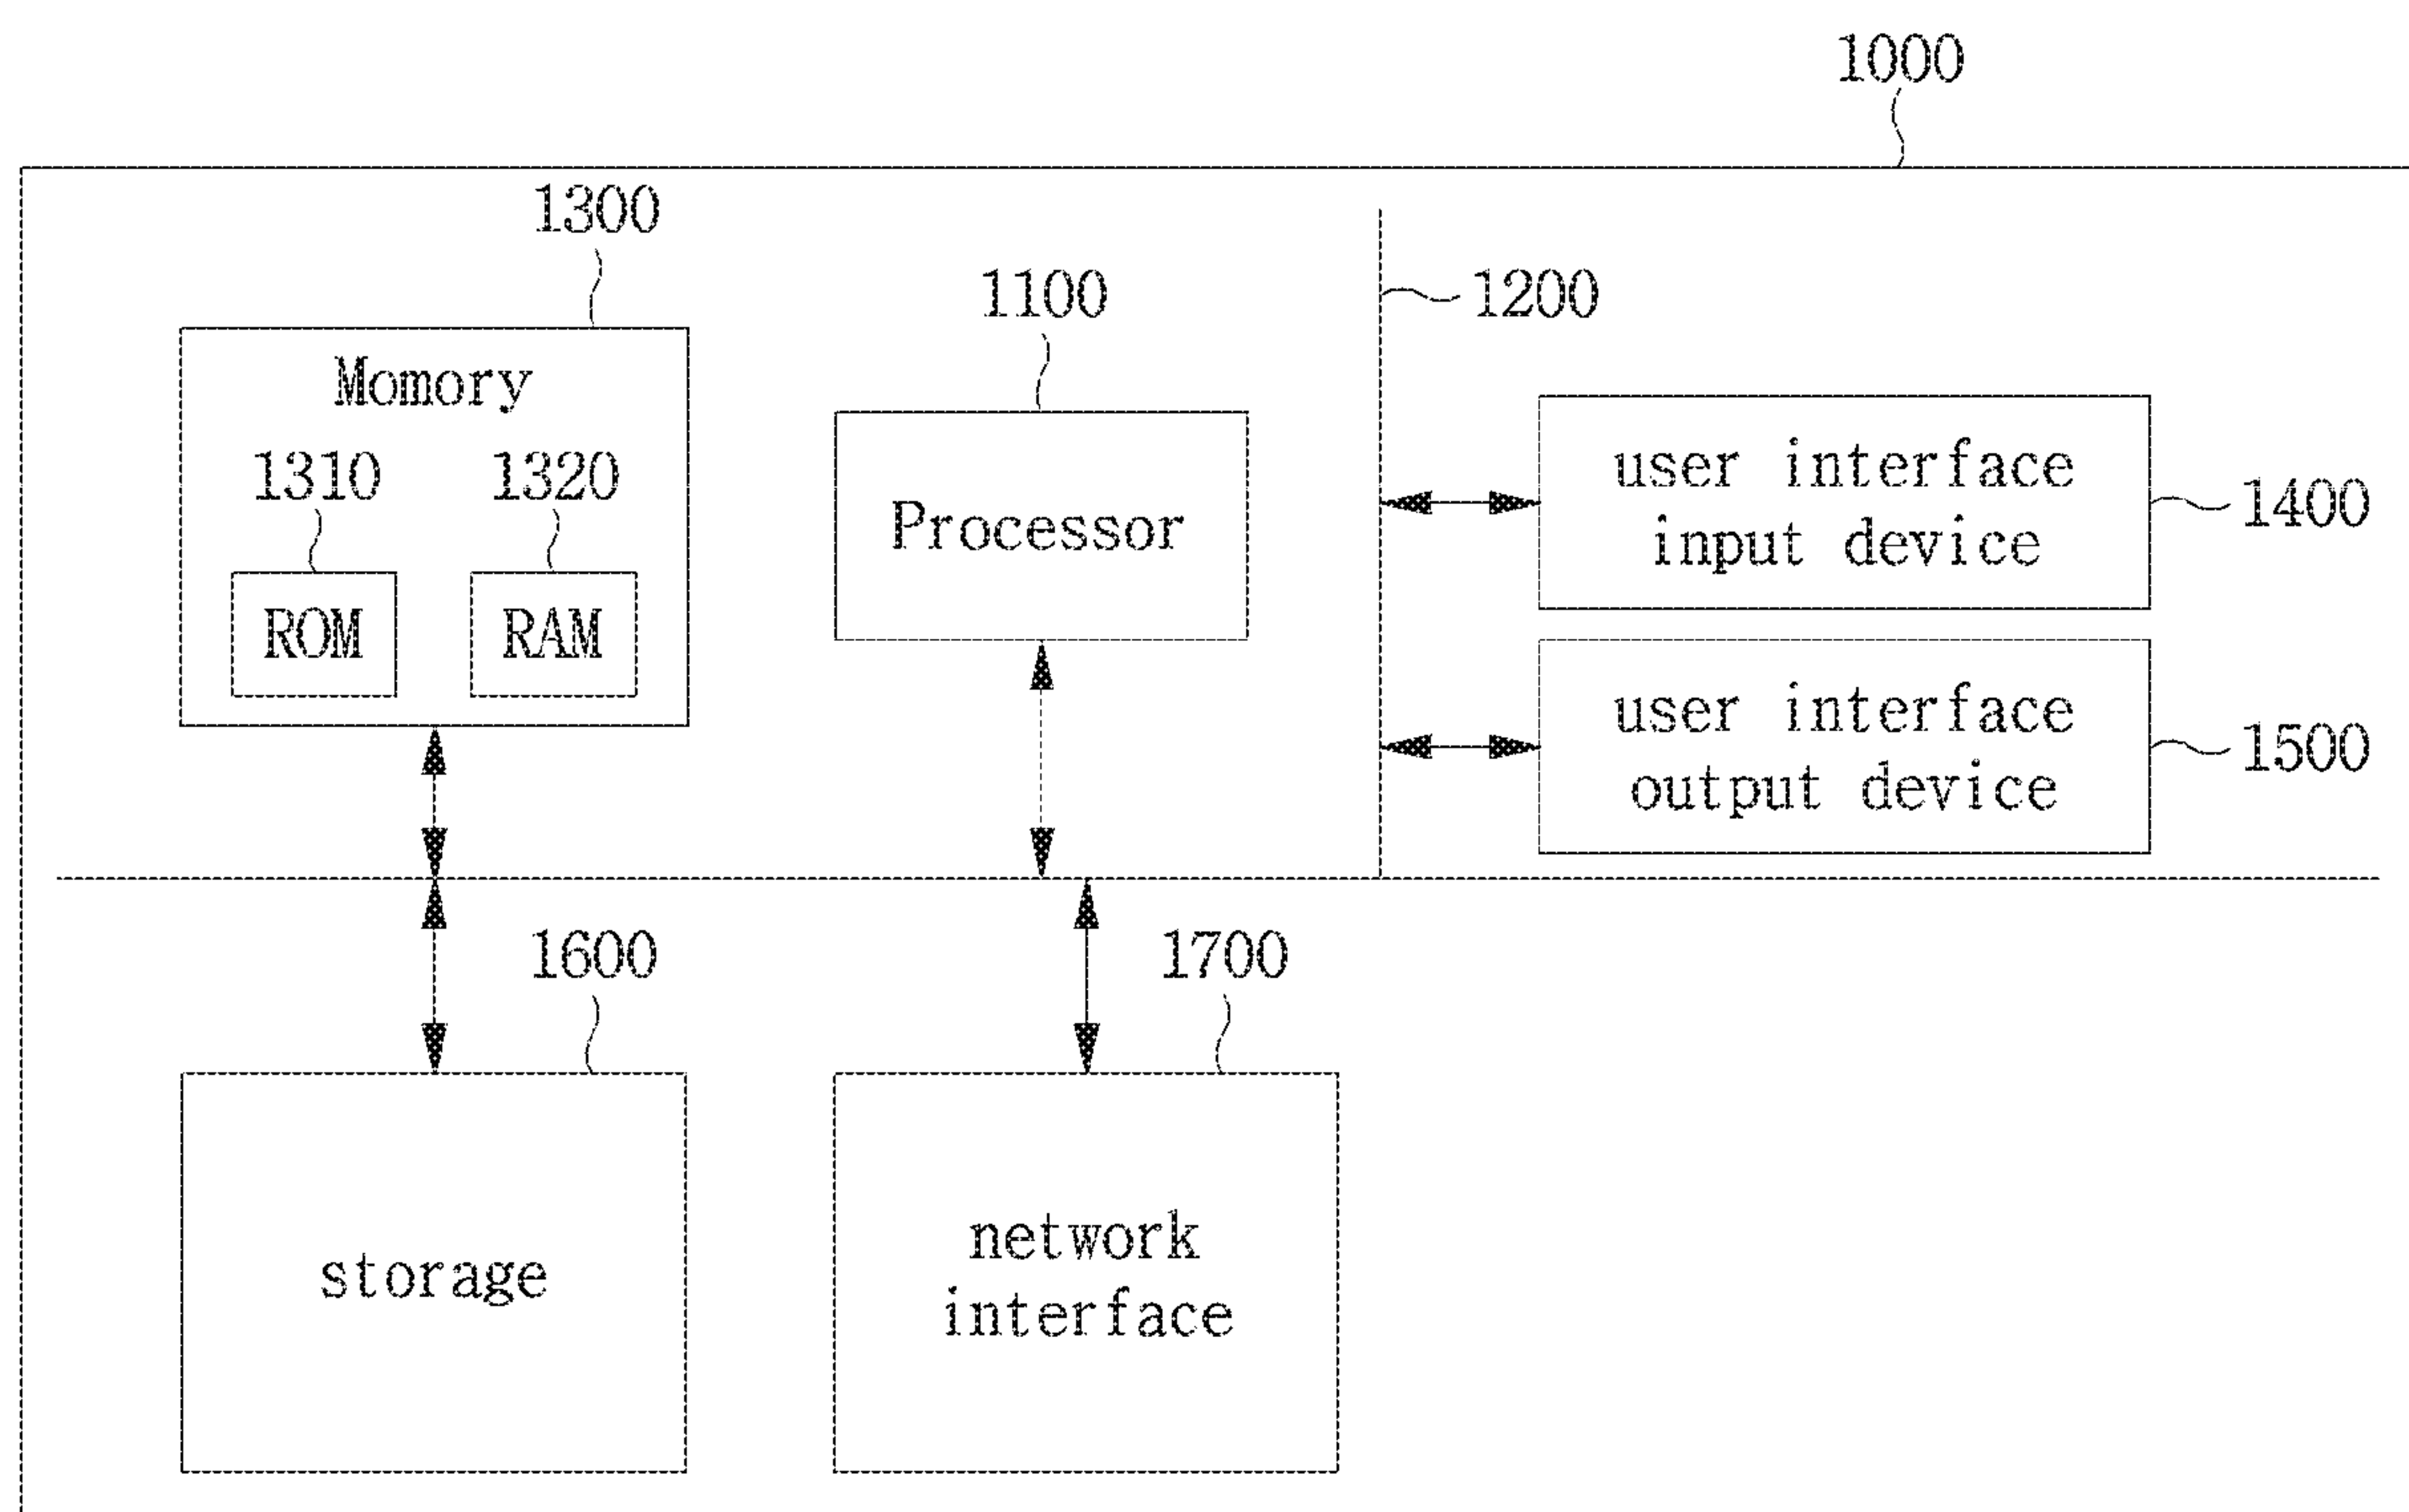 1000
1300
1100
1200
Momory
1310
1320
ROM
RAM
Processor
user interface
input device
1400
user interface
output device
1500
1600
1700
storage
network
interface